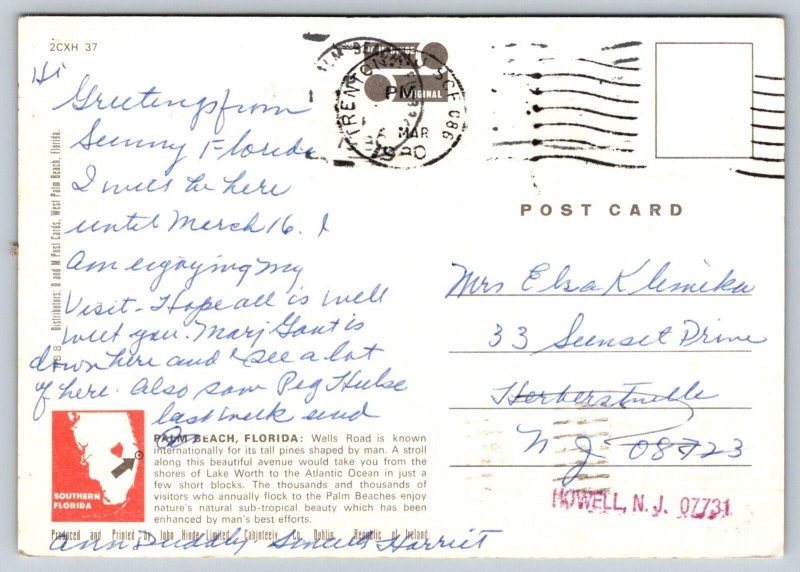 2CXH 37
Hi
Greetings from
Sunny Florida
I will be here
until March 16. I
am enjoying my
Visit. Hope all is well
with you. Marj Gant is
down here and I see a lot
of here. Also saw Peg Hulse
last week end
Distributors: D and M Post Cards, West Palm Beach, Florida.
TRENTON
PM
MAR
1980
086
ORIGINAL
POST CARD
Mrs Elsa Klimika
33 Sunset Drive
Herbertsville
N J 08723
HOWELL, N. J. 07731
SOUTHERN
FLORIDA
PALM BEACH, FLORIDA: Wells Road is known
internationally for its tall pines shaped by man. A stroll
along this beautiful avenue would take you from the
shores of Lake Worth to the Atlantic Ocean in just a
few short blocks. The thousands and thousands of
visitors who annually flock to the Palm Beaches enjoy
nature's natural sub-tropical beauty which has been
enhanced by man's best efforts.
Produced and Printed by John Hinde Limited, Cabinteely, Co. Dublin, Republic of Ireland
Ann Harriet